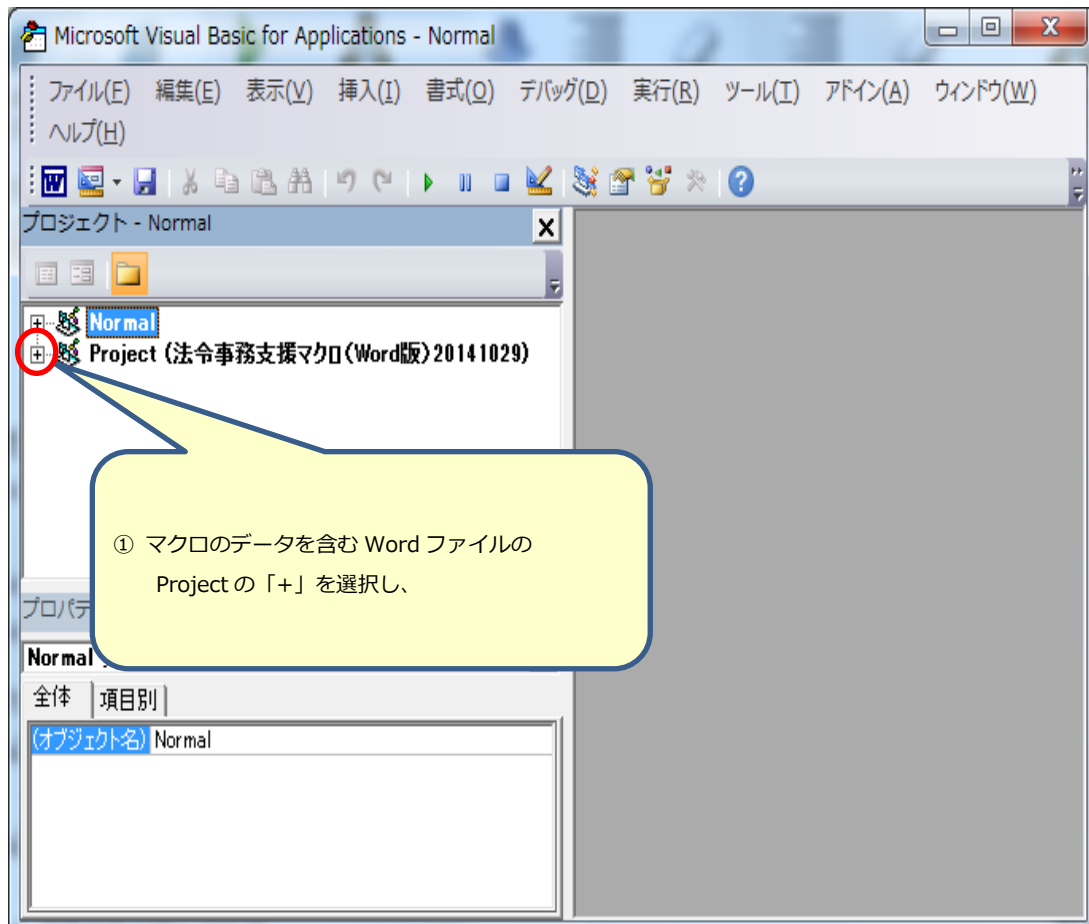 Microsoft Visual Basic for Applications - Normal
ファイル(F) 編集(E) 表示(V) 挿入(I) 書式(O) デバッグ(D) 実行(R) ツール(T) アドイン(A) ウィンドウ(W)
ヘルプ(H)
プロジェクト - Normal
Normal
Project (法令事務支援マクロ(Word版)20141029)
① マクロのデータを含む Word ファイルの
Project の「+」を選択し、
プロパテ
Normal
全体 項目別
(オブジェクト名) Normal